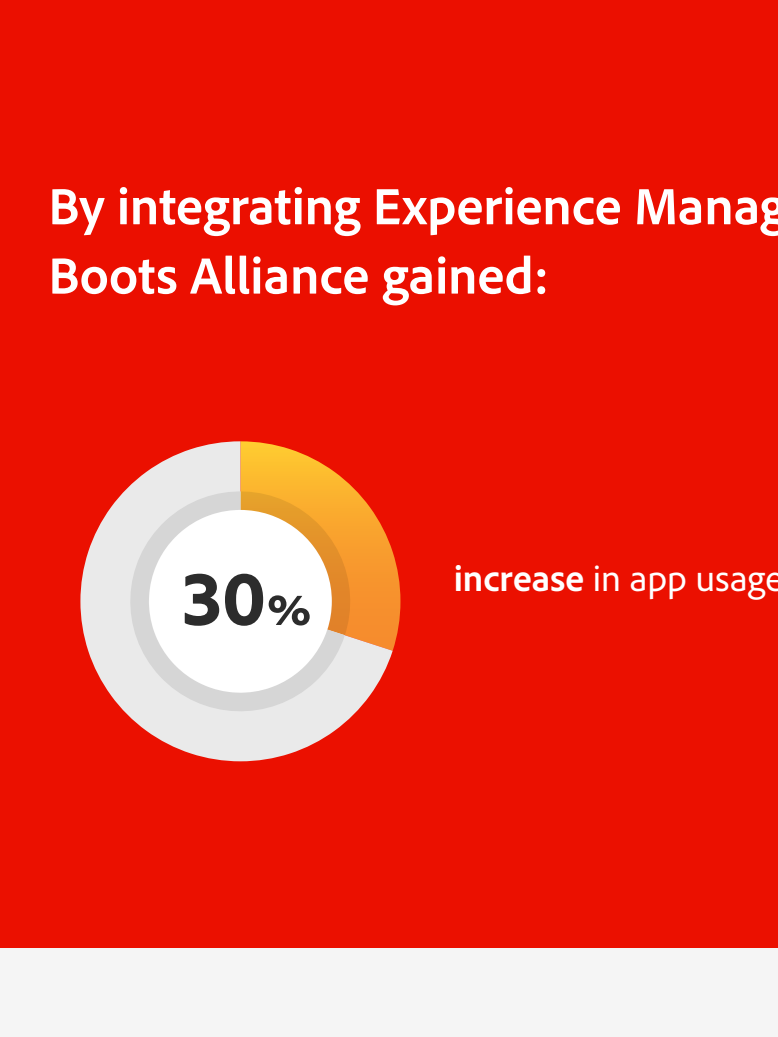 By integrating Experience Manag
Boots Alliance gained:
30%
increase in app usage